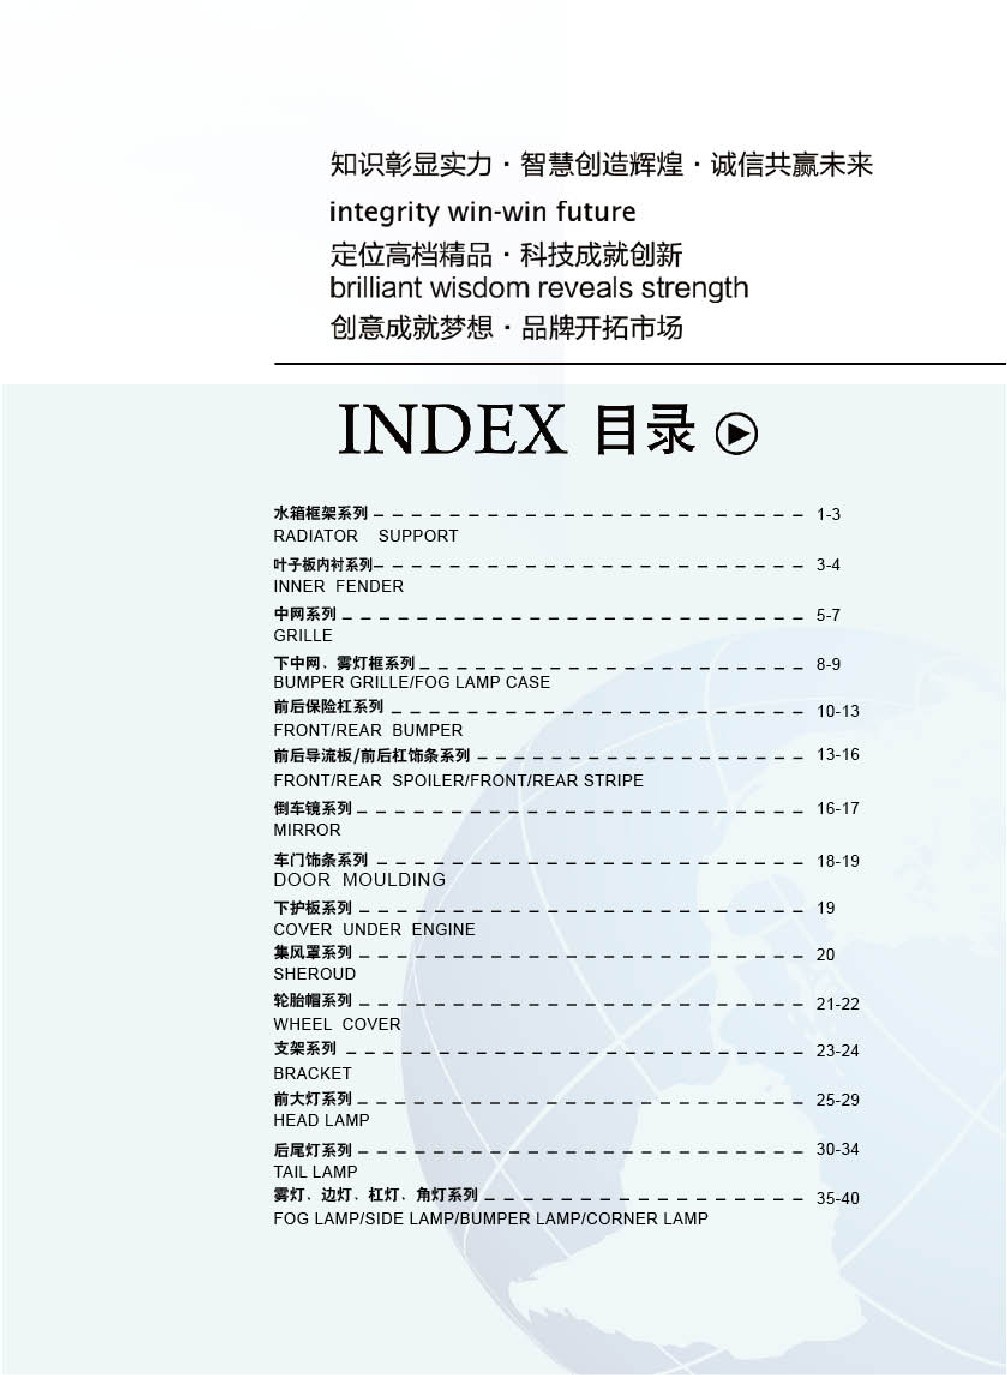 知识彰显实力·智慧创造辉煌·诚信共赢未来
integrity win-win future
定位高档精品·科技成就创新
brilliant wisdom reveals strength
创意成就梦想·品牌开拓市场
INDEX 目录
水箱框架系列 1-3
RADIATOR SUPPORT
叶子板内衬系列 3-4
INNER FENDER
中网系列 5-7
GRILLE
下中网、雾灯框系列 8-9
BUMPER GRILLE/FOG LAMP CASE
前后保险杠系列 10-13
FRONT/REAR BUMPER
前后导流板/前后杠饰条系列 13-16
FRONT/REAR SPOILER/FRONT/REAR STRIPE
倒车镜系列 16-17
MIRROR
车门饰条系列 18-19
DOOR MOULDING
下护板系列 19
COVER UNDER ENGINE
集风罩系列 20
SHEROUD
轮胎帽系列 21-22
WHEEL COVER
支架系列 23-24
BRACKET
前大灯系列 25-29
HEAD LAMP
后尾灯系列 30-34
TAIL LAMP
雾灯、边灯、杠灯、角灯系列 35-40
FOG LAMP/SIDE LAMP/BUMPER LAMP/CORNER LAMP